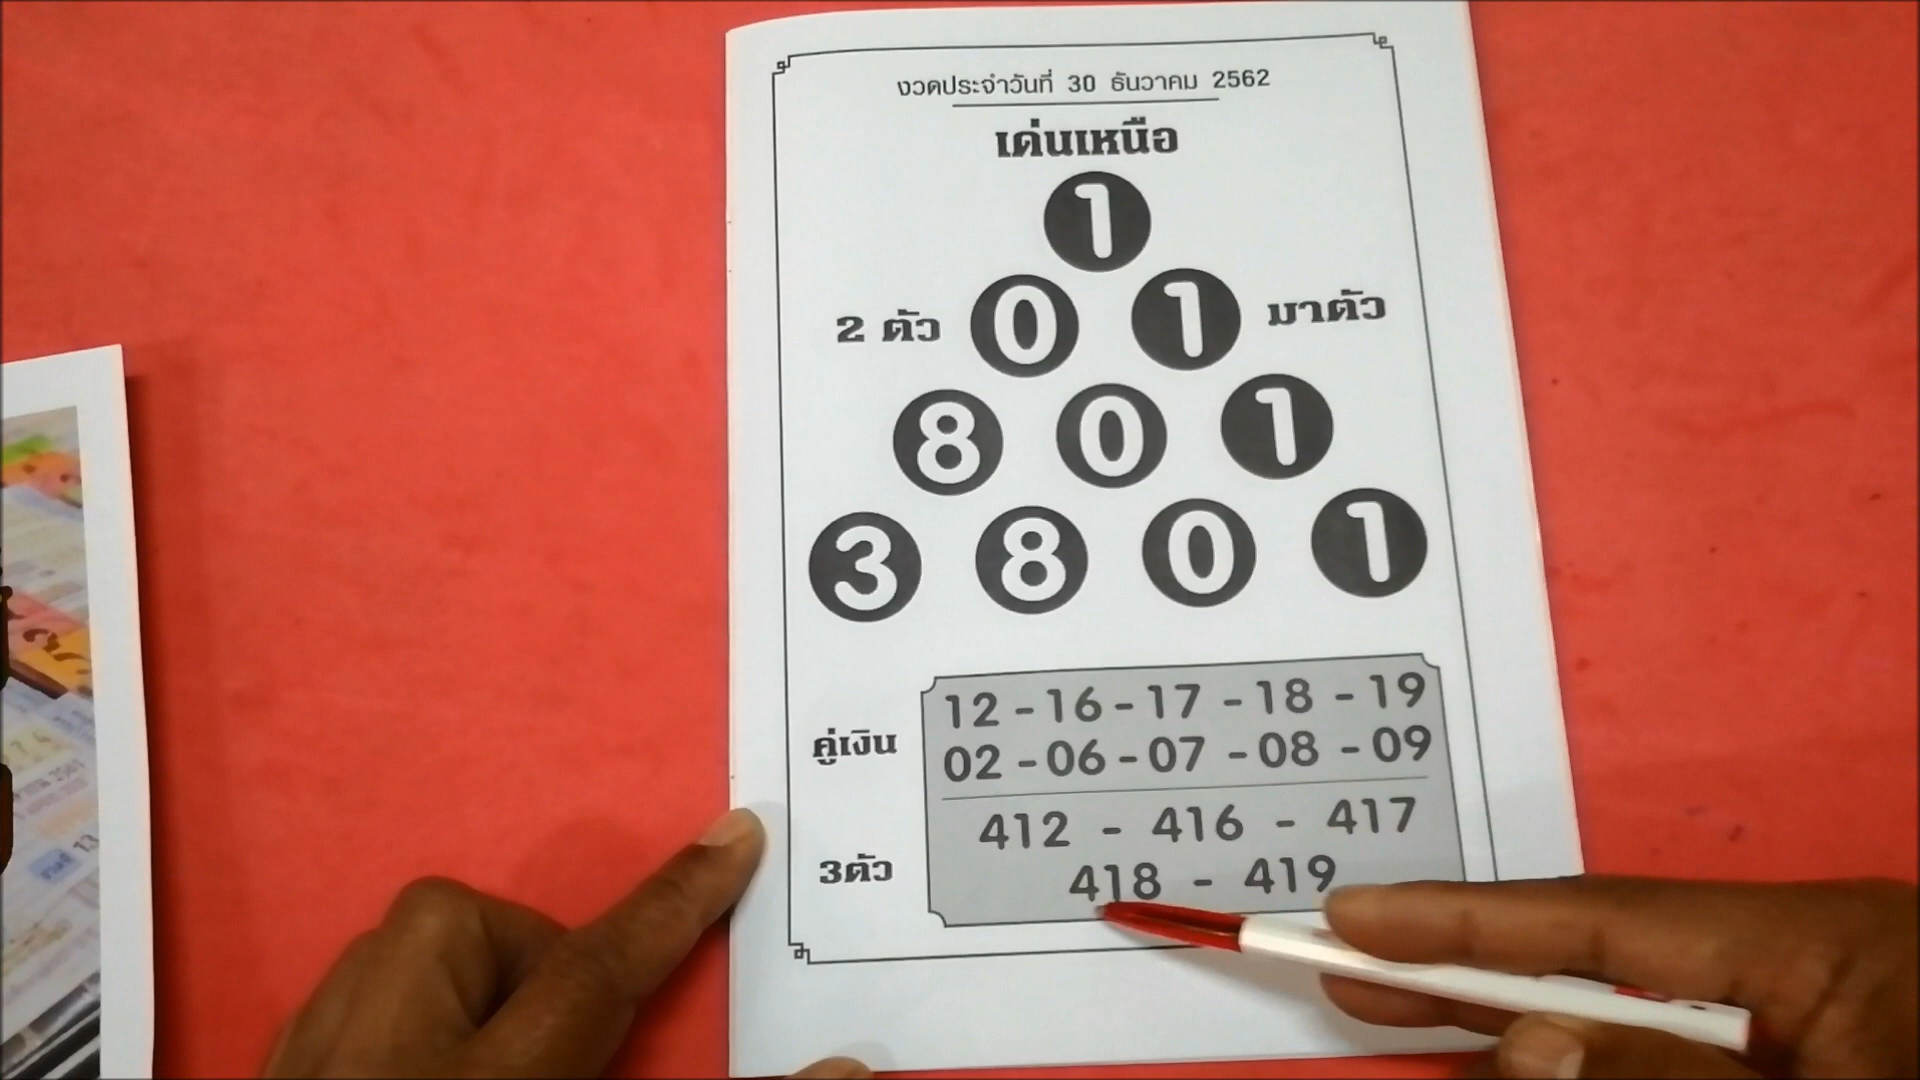 งวดประจำวันที่ 30 ธันวาคม 2562
เด่นเหนือ
1
2 ตัว 0 1 มาตัว
8 0 1
3 8 0 1
คู่เงิน
12 - 16 - 17 - 18 - 19
02 - 06 - 07 - 08 - 09
3ตัว
412 - 416 - 417
418 - 419
13